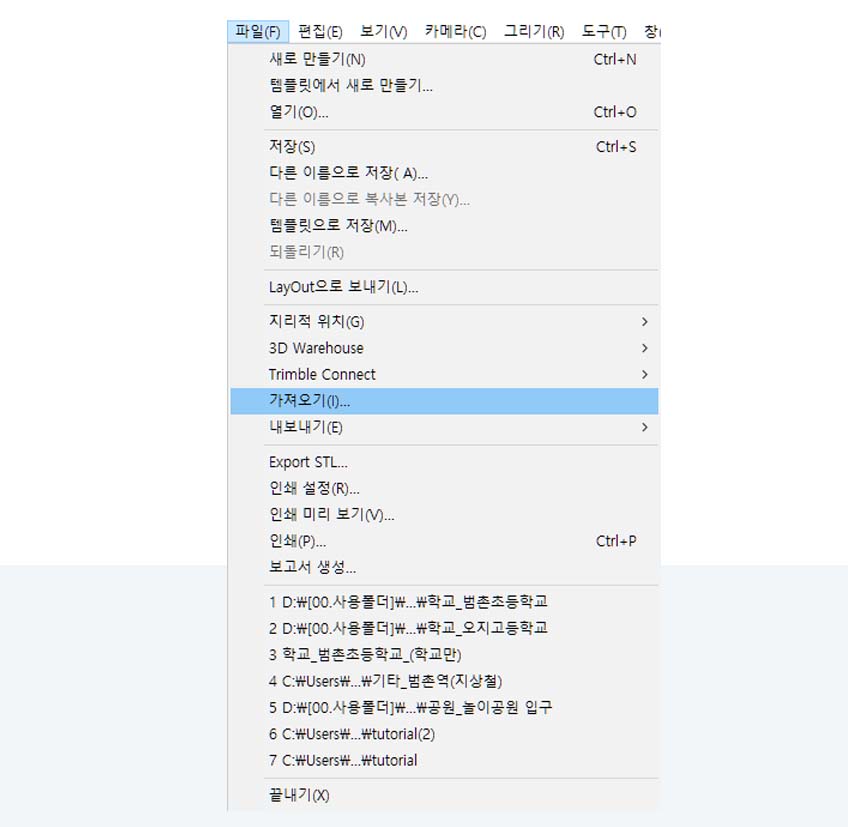 파일(F) 편집(E) 보기(V) 카메라(C) 그리기(R) 도구(T) 창(
새로 만들기(N) Ctrl+N
템플릿에서 새로 만들기...
열기(O)... Ctrl+O
저장(S) Ctrl+S
다른 이름으로 저장( A)...
다른 이름으로 복사본 저장(Y)...
템플릿으로 저장(M)...
되돌리기(R)
LayOut으로 보내기(L)...
지리적 위치(G)
3D Warehouse
Trimble Connect
가져오기(I)...
내보내기(E)
Export STL...
인쇄 설정(R)...
인쇄 미리 보기(V)...
인쇄(P)... Ctrl+P
보고서 생성...
1 D:₩[00.사용폴더]₩...₩학교_범촌초등학교
2 D:₩[00.사용폴더]₩...₩학교_오지고등학교
3 학교_범촌초등학교_(학교만)
4 C:₩Users₩...₩기타_범촌역(지상철)
5 D:₩[00.사용폴더]₩...₩공원_놀이공원 입구
6 C:₩Users₩...₩tutorial(2)
7 C:₩Users₩...₩tutorial
끝내기(X)